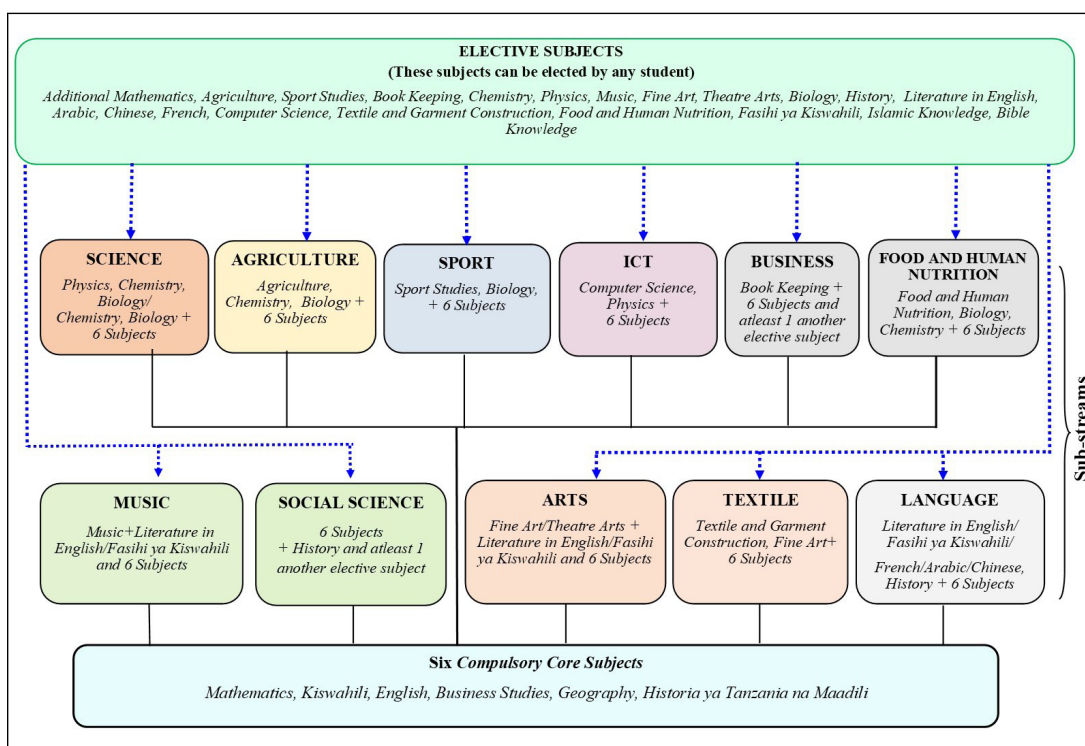 ELECTIVE SUBJECTS
(These subjects can be elected by any student)
Additional Mathematics, Agriculture, Sport Studies, Book Keeping, Chemistry, Physics, Music, Fine Art, Theatre Arts, Biology, History, Literature in English,
Arabic, Chinese, French, Computer Science, Textile and Garment Construction, Food and Human Nutrition, Fasihi ya Kiswahili, Islamic Knowledge, Bible
Knowledge
SCIENCE
Physics, Chemistry,
Biology/
Chemistry, Biology +
6 Subjects
AGRICULTURE
Agriculture,
Chemistry, Biology +
6 Subjects
SPORT
Sport Studies, Biology,
+ 6 Subjects
ICT
Computer Science,
Physics +
6 Subjects
BUSINESS
Book Keeping +
6 Subjects and
atleast 1 another
elective subject
FOOD AND HUMAN
NUTRITION
Food and Human
Nutrition, Biology,
Chemistry + 6 Subjects
Sub-streams
MUSIC
Music+Literature in
English/Fasihi ya Kiswahili
and 6 Subjects
SOCIAL SCIENCE
6 Subjects
+ History and atleast 1
another elective subject
ARTS
Fine Art/Theatre Arts +
Literature in English/Fasihi
ya Kiswahili and 6 Subjects
TEXTILE
Textile and Garment
Construction, Fine Art+
6 Subjects
LANGUAGE
Literature in English/
Fasihi ya Kiswahili/
French/Arabic/Chinese,
History + 6 Subjects
Six Compulsory Core Subjects
Mathematics, Kiswahili, English, Business Studies, Geography, Historia ya Tanzania na Maadili